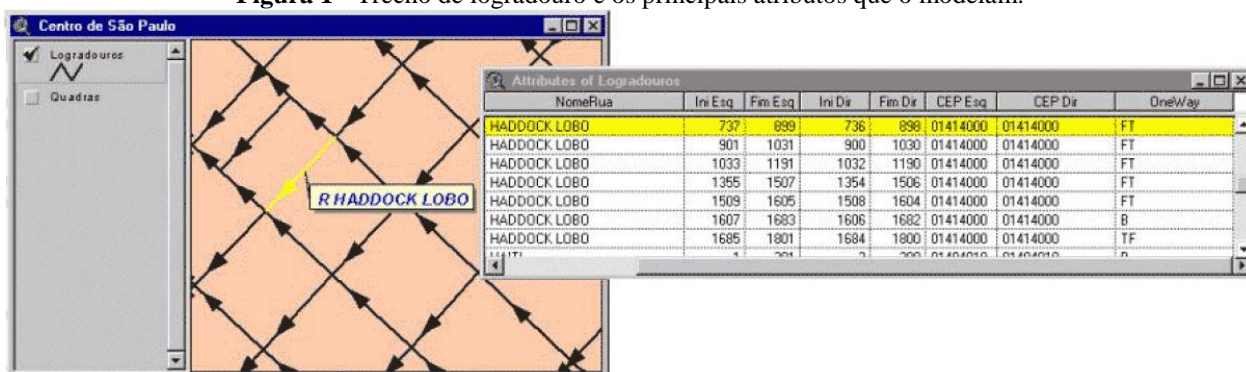 Figura 1 – Trecho de logradouro e os principais atributos que o modelam.
Centro de São Paulo
Logradouros
Quadras
R HADDOCK LOBO
Attributes of Logradouros
NomeRua Ini Esq Fim Esq Ini Dir Fim Dir CEP Esq CEP Dir OneWay
HADDOCK LOBO 737 899 736 898 01414000 01414000 FT
HADDOCK LOBO 901 1031 900 1030 01414000 01414000 FT
HADDOCK LOBO 1033 1191 1032 1190 01414000 01414000 FT
HADDOCK LOBO 1355 1507 1354 1506 01414000 01414000 FT
HADDOCK LOBO 1509 1605 1508 1604 01414000 01414000 FT
HADDOCK LOBO 1607 1683 1606 1682 01414000 01414000 B
HADDOCK LOBO 1685 1801 1684 1800 01414000 01414000 TF